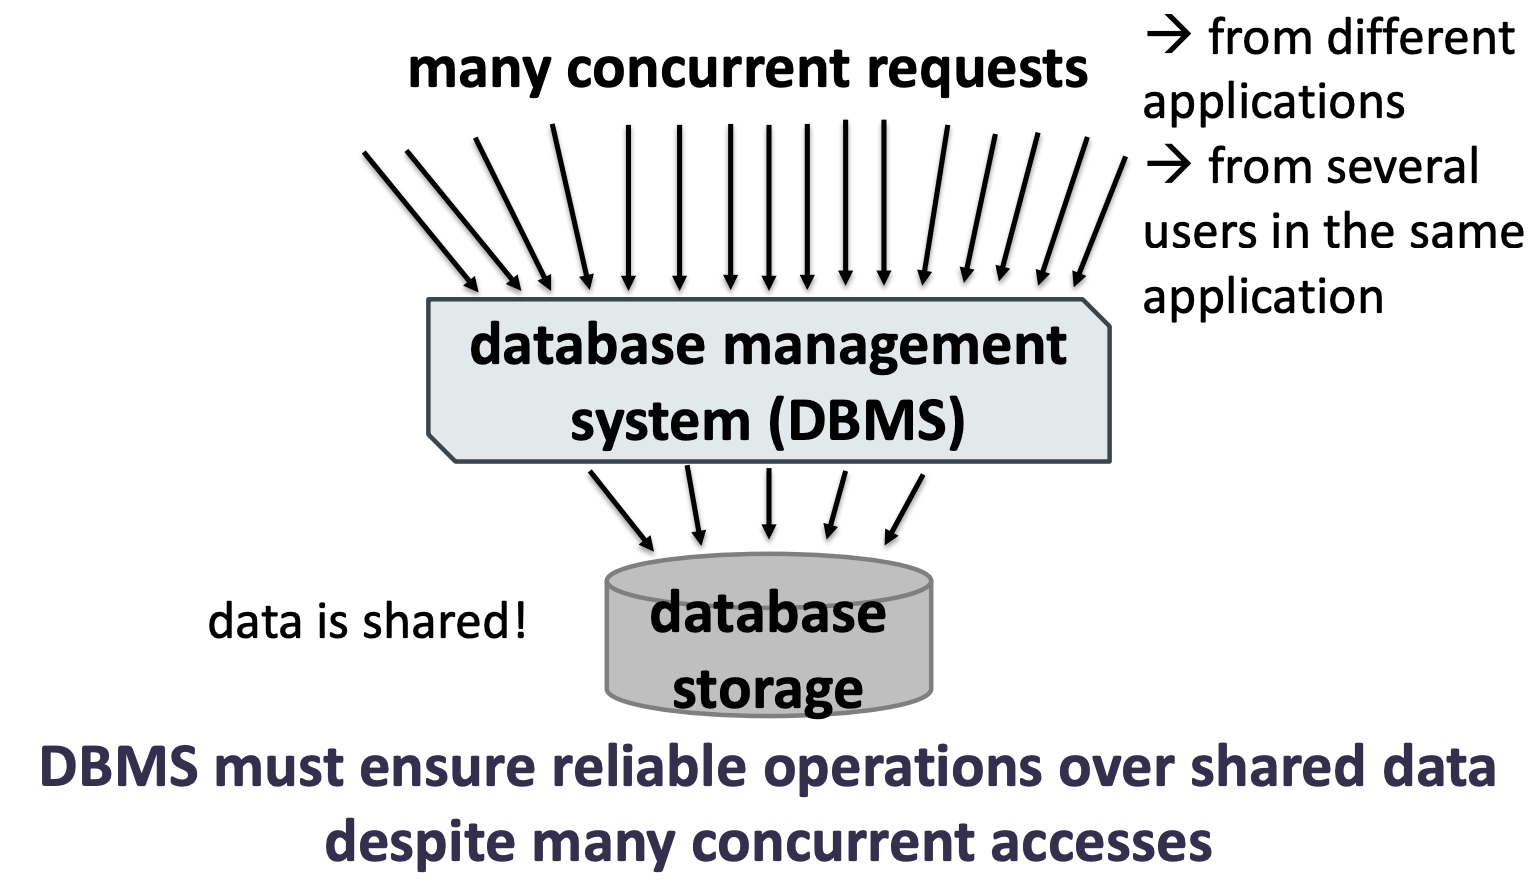 many concurrent requests
→ from different
applications
→ from several
users in the same
application
database management
system (DBMS)
data is shared!
database
storage
DBMS must ensure reliable operations over shared data
despite many concurrent accesses